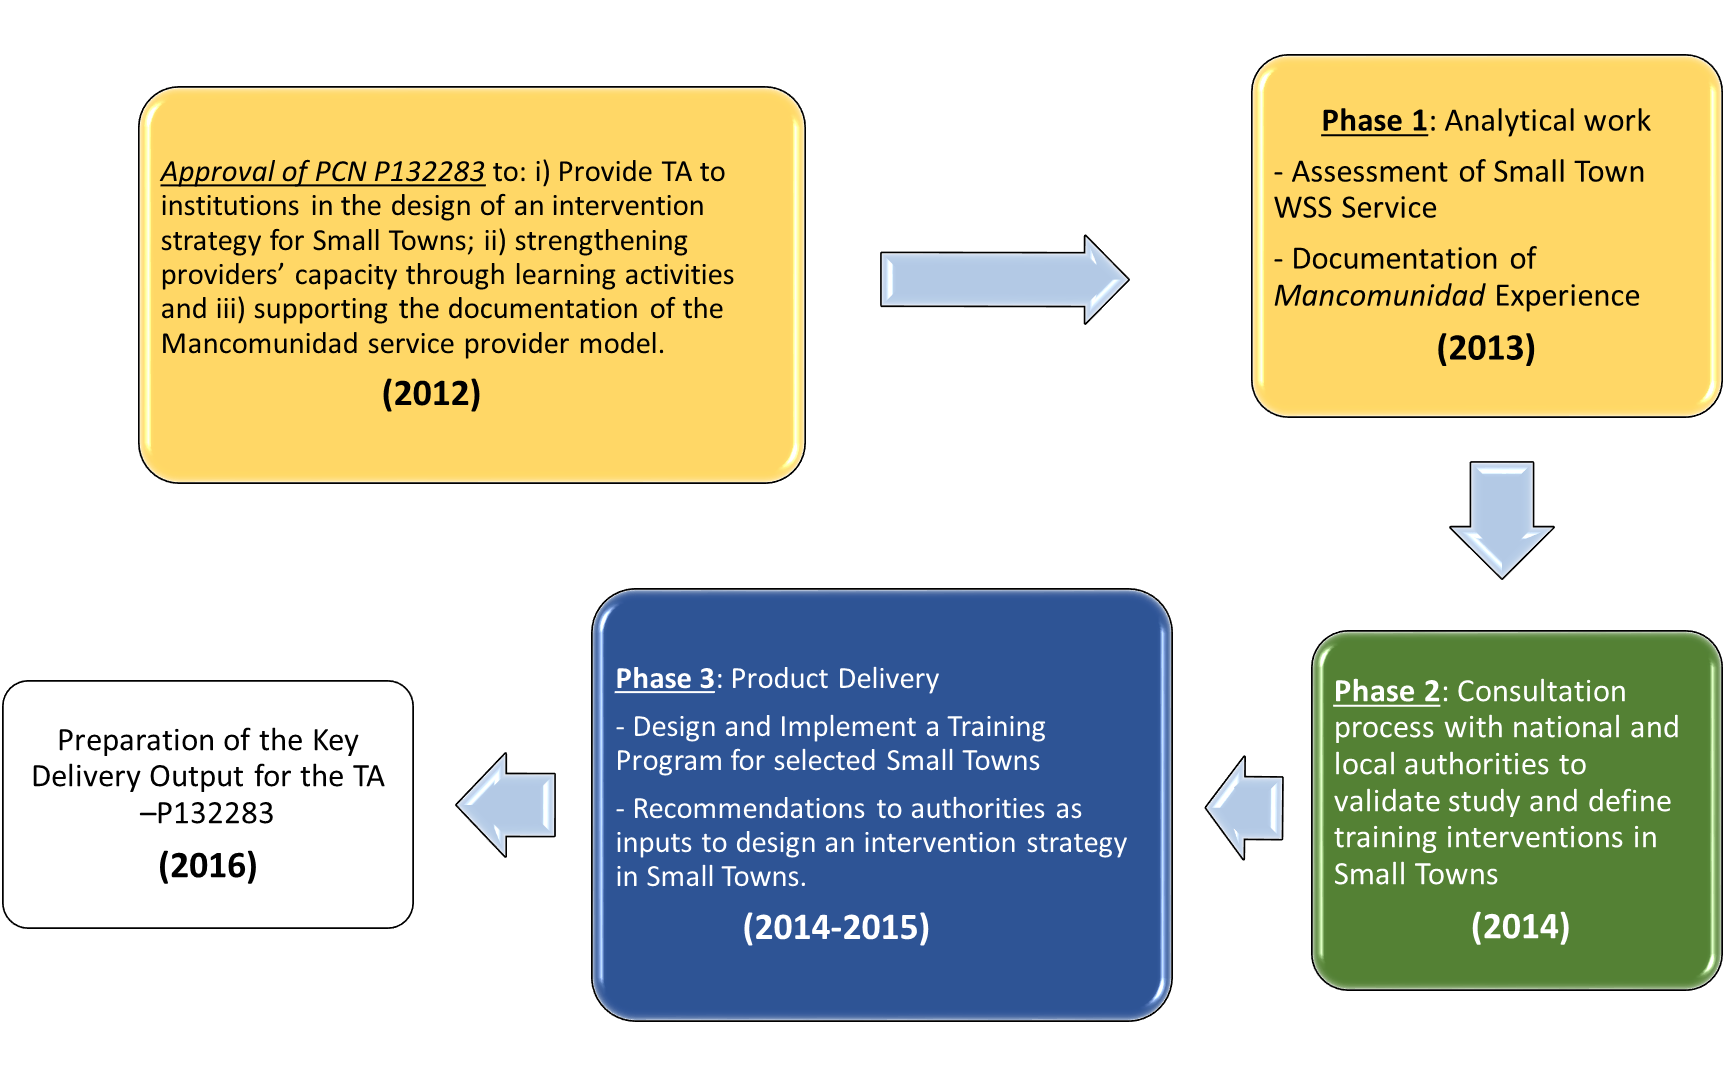 Approval of PCN P132283 to: i) Provide TA to
institutions in the design of an intervention
strategy for Small Towns; ii) strengthening
providers’ capacity through learning activities
and iii) supporting the documentation of the
Mancomunidad service provider model.
(2012)
Phase 1: Analytical work
- Assessment of Small Town
WSS Service
- Documentation of
Mancomunidad Experience
(2013)
Phase 2: Consultation
process with national and
local authorities to
validate study and define
training interventions in
Small Towns
(2014)
Phase 3: Product Delivery
- Design and Implement a Training
Program for selected Small Towns
- Recommendations to authorities as
inputs to design an intervention strategy
in Small Towns.
(2014-2015)
Preparation of the Key
Delivery Output for the TA
–P132283
(2016)